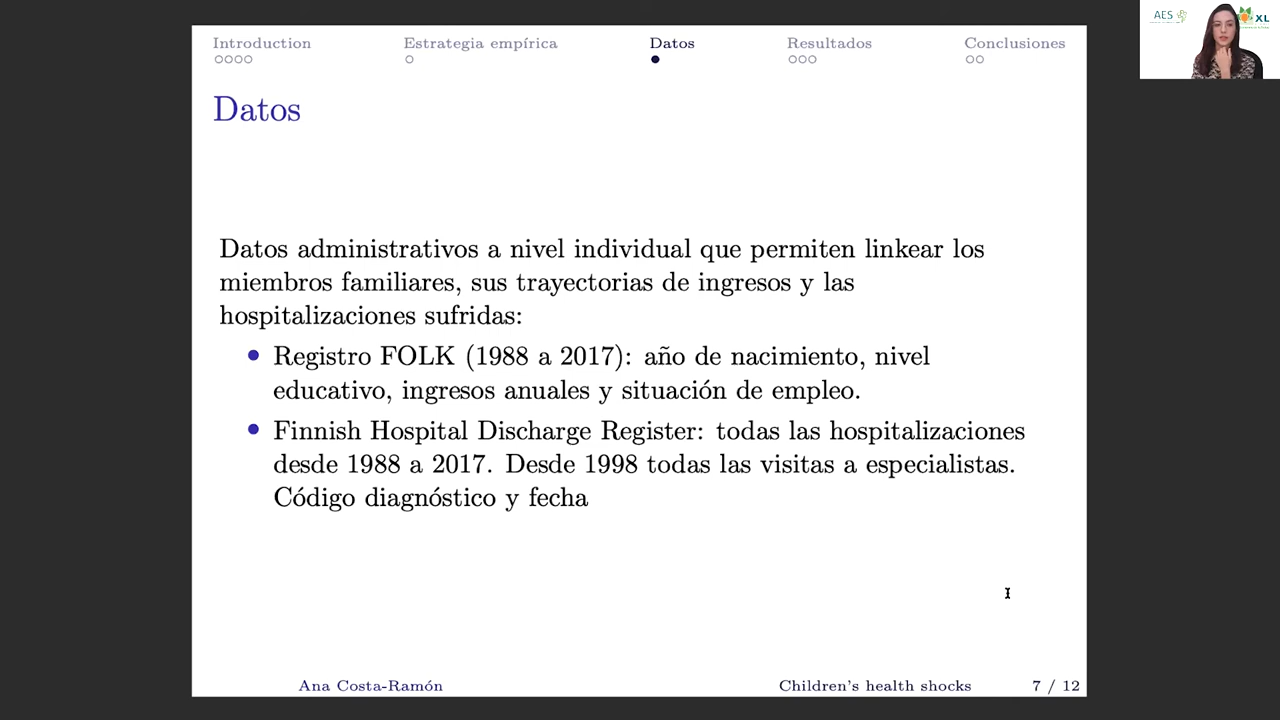 Introduction
Estrategia empírica
Datos
Resultados
Conclusiones
AES
XL
Datos
Datos administrativos a nivel individual que permiten linkear los
miembros familiares, sus trayectorias de ingresos y las
hospitalizaciones sufridas:
Registro FOLK (1988 a 2017): año de nacimiento, nivel
educativo, ingresos anuales y situación de empleo.
Finnish Hospital Discharge Register: todas las hospitalizaciones
desde 1988 a 2017. Desde 1998 todas las visitas a especialistas.
Código diagnóstico y fecha
Ana Costa-Ramón
Children's health shocks
7 / 12